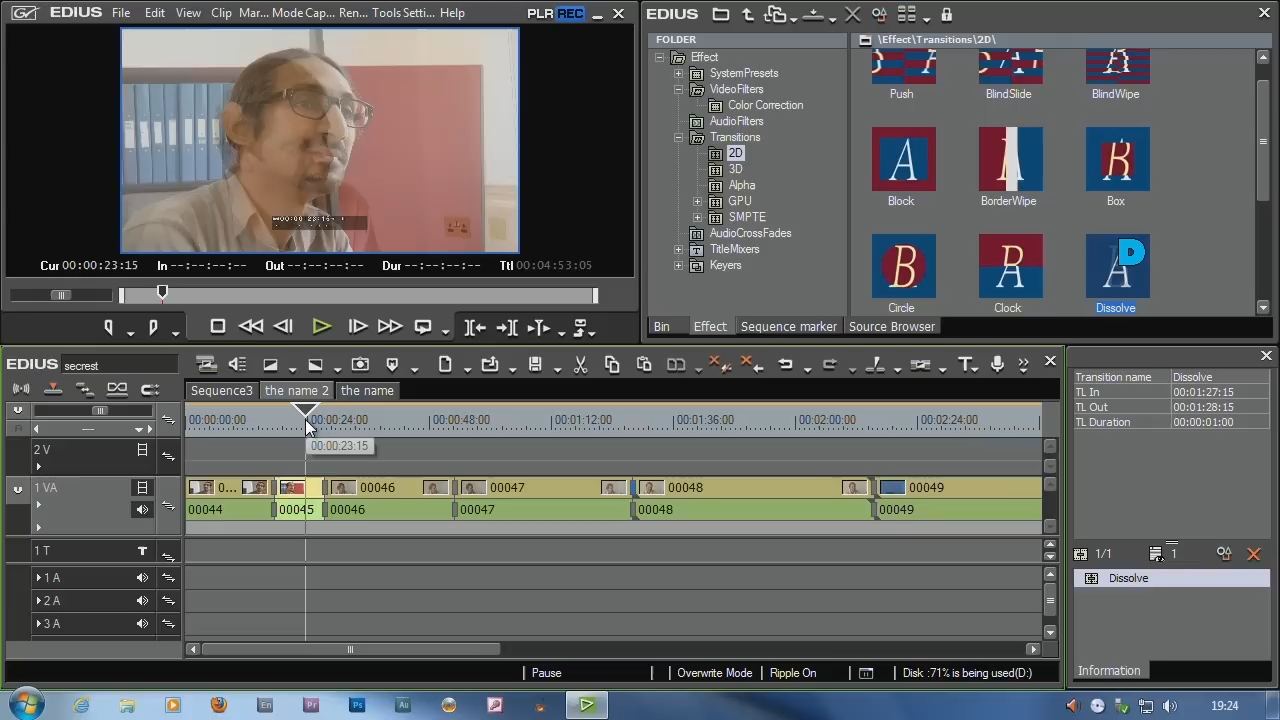 EDIUS File Edit View Clip Mar... Mode Cap... Ren... Tools Setti... Help PLR REC
Cur 00:00:23:15 In --:--:--:-- Out --:--:--:-- Dur --:--:--:-- Ttl 00:04:53:05
EDIUS
FOLDER
\Effect\Transitions\2D\
Effect
SystemPresets
VideoFilters
Color Correction
AudioFilters
Transitions
2D
3D
Alpha
GPU
SMPTE
AudioCrossFades
TitleMixers
Keyers
Push BlindSlide BlindWipe
Block BorderWipe Box
Circle Clock Dissolve
Bin Effect Sequence marker Source Browser
EDIUS secrest
Sequence3 the name 2 the name
00:00:00:00 00:00:24:00 00:00:48:00 00:01:12:00 00:01:36:00 00:02:00:00 00:02:24:00
00:00:23:15
2 V
1 VA
0... 00046 00047 00048 00049
00044 00045 00046 00047 00048 00049
1 T T
1 A
2 A
3 A
Pause Overwrite Mode Ripple On Disk :71% is being used(D:)
Transition name Dissolve
TL In 00:01:27:15
TL Out 00:01:28:15
TL Duration 00:00:01:00
1/1 1
Dissolve
Information
En Pr Ps Au 19:24